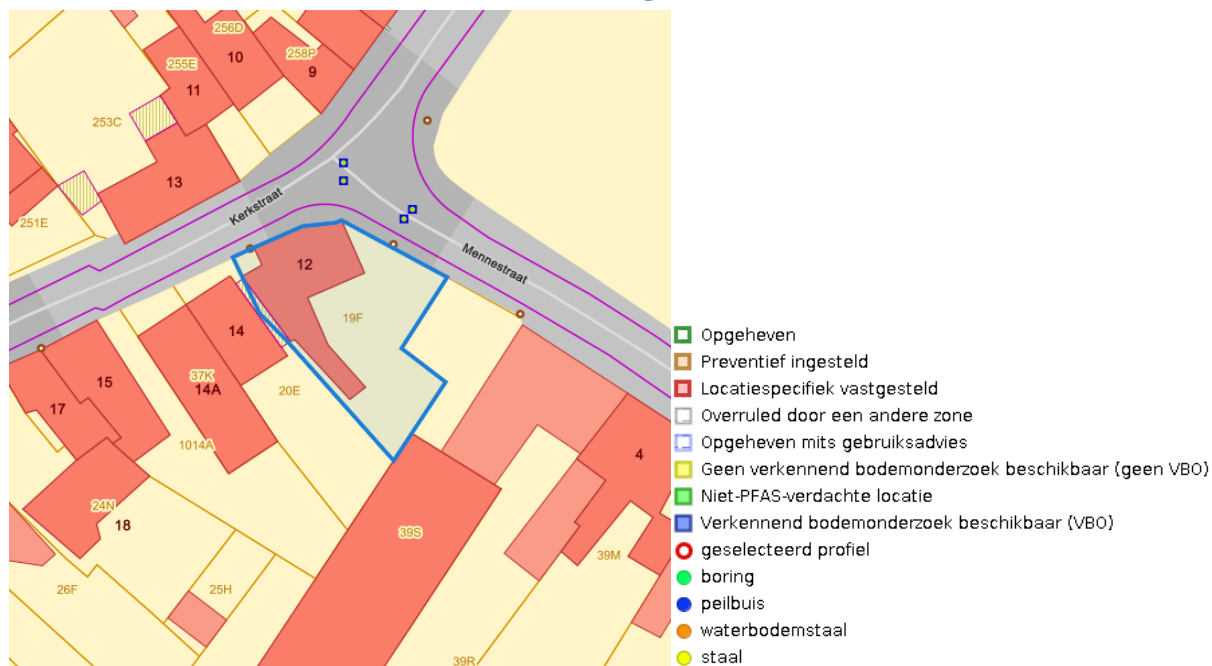 256D
10
258P
9
255E
11
253C
13
251E
Kerkstraat
Mennestraat
12
19F
14
37K
14A
20E
15
17
1014A
4
24N
18
39S
39M
26F
25H
39R
Opgeheven
Preventief ingesteld
Locatiespecifiek vastgesteld
Overruled door een andere zone
Opgeheven mits gebruiksadvies
Geen verkennend bodemonderzoek beschikbaar (geen VBO)
Niet-PFAS-verdachte locatie
Verkennend bodemonderzoek beschikbaar (VBO)
geselecteerd profiel
boring
peilbuis
waterbodemstaal
staal